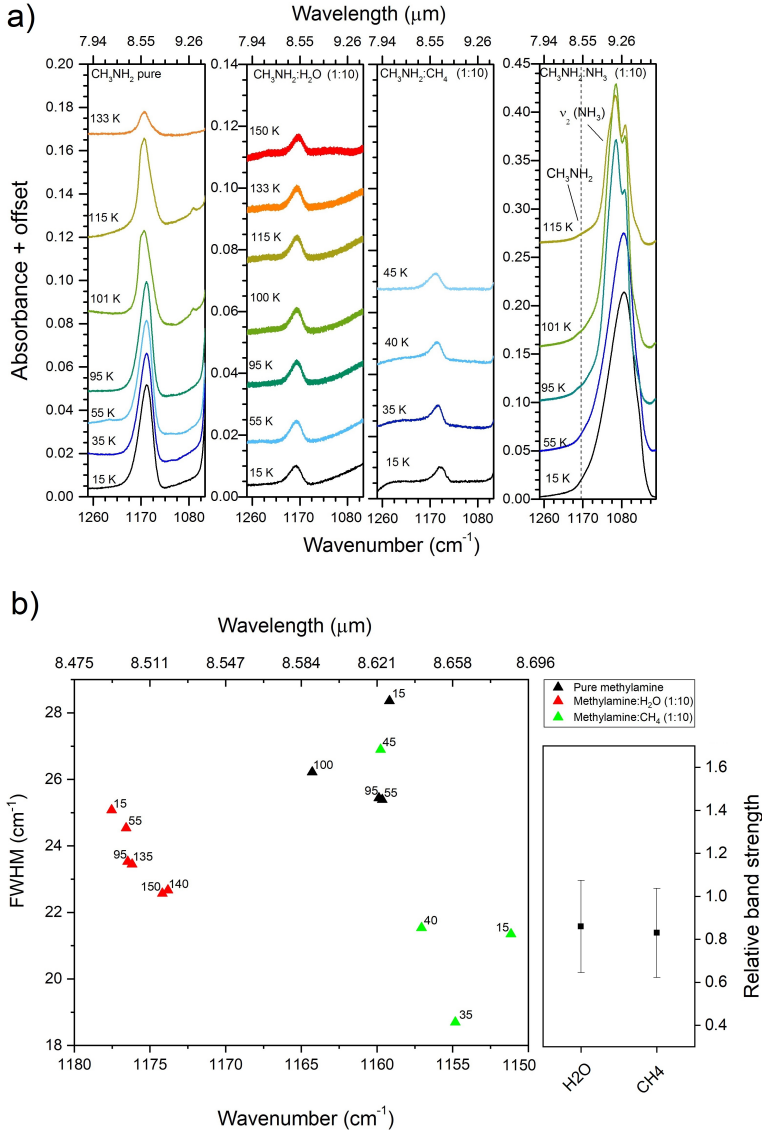 a)
Wavelength (μm)
7.94 8.55 9.26 7.94 8.55 9.26 7.94 8.55 9.26 7.94 8.55 9.26
CH₃NH₂ pure
CH₃NH₂:H₂O (1:10)
CH₃NH₂:CH₄ (1:10)
CH₃NH₂:NH₃ (1:10)
Absorbance + offset
0.20
0.18
0.16
0.14
0.12
0.10
0.08
0.06
0.04
0.02
0.00
133 K
115 K
101 K
95 K
55 K
35 K
15 K
0.14
0.12
0.10
0.08
0.06
0.04
0.02
0.00
150 K
133 K
115 K
100 K
95 K
55 K
15 K
45 K
40 K
35 K
15 K
0.45
0.40
0.35
0.30
0.25
0.20
0.15
0.10
0.05
0.00
ν₂ (NH₃)
CH₃NH₂
115 K
101 K
95 K
55 K
15 K
1260 1170 1080 1260 1170 1080 1260 1170 1080 1260 1170 1080
Wavenumber (cm⁻¹)
b)
Wavelength (μm)
8.475 8.511 8.547 8.584 8.621 8.658 8.696
FWHM (cm⁻¹)
28
26
24
22
20
18
15
55
95
135
150
140
100
15
45
95
55
40
15
35
1180 1175 1170 1165 1160 1155 1150
Wavenumber (cm⁻¹)
Pure methylamine
Methylamine:H₂O (1:10)
Methylamine:CH₄ (1:10)
1.6
1.4
1.2
1.0
0.8
0.6
0.4
Relative band strength
H2O
CH4